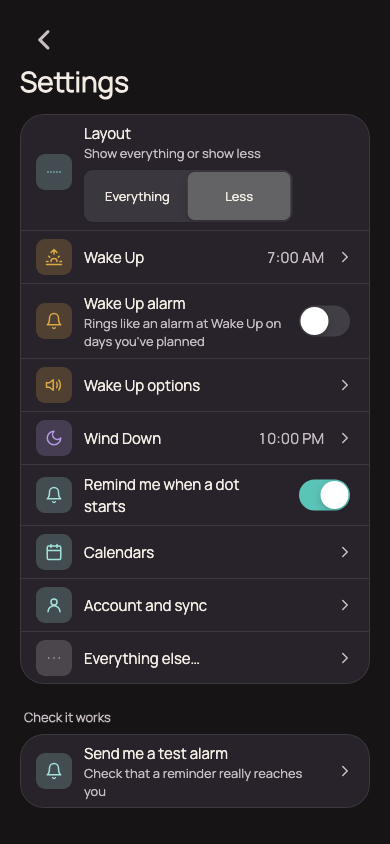 Settings
Layout
Show everything or show less
Everything
Less
Wake Up
7:00 AM
Wake Up alarm
Rings like an alarm at Wake Up on
days you've planned
Wake Up options
Wind Down
10:00 PM
Remind me when a dot
starts
Calendars
Account and sync
Everything else...
Check it works
Send me a test alarm
Check that a reminder really reaches
you